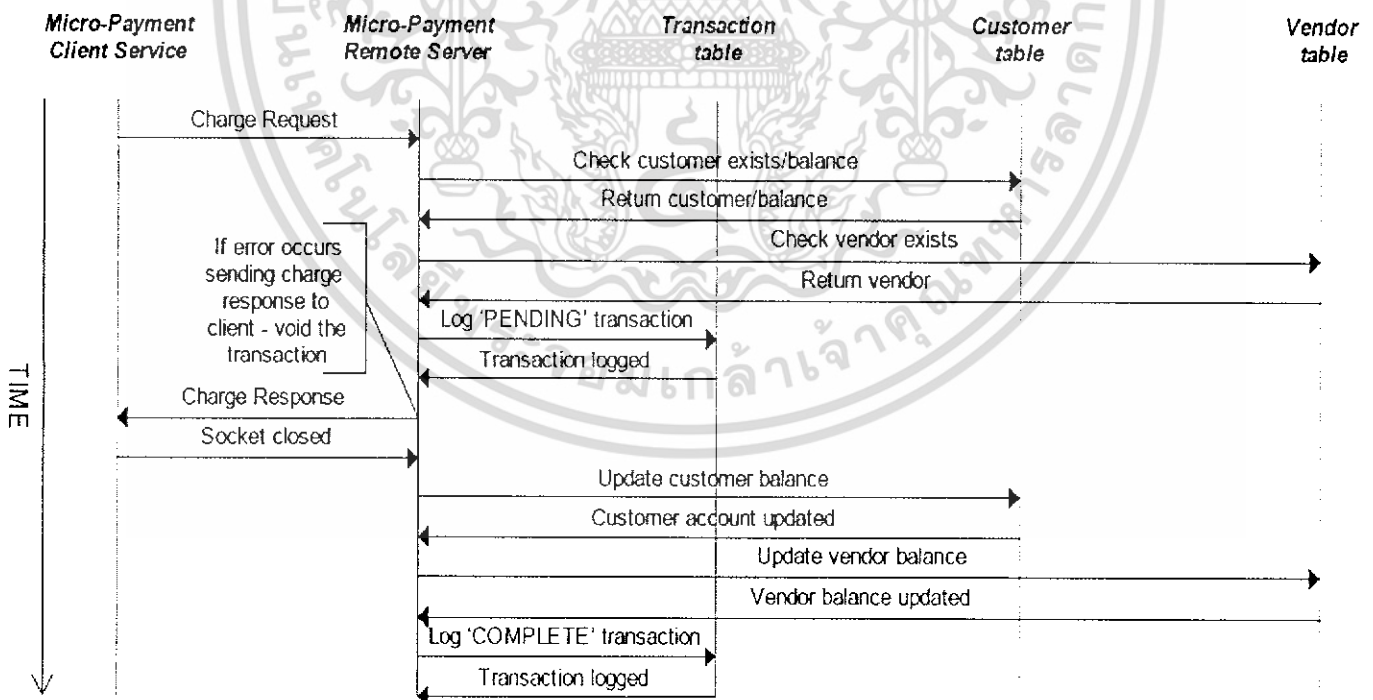 Micro-Payment
Client Service
Micro-Payment
Remote Server
Transaction
table
Customer
table
Vendor
table
Charge Request
Check customer exists/balance
Return customer/balance
Check vendor exists
If error occurs
sending charge
response to
client - void the
transaction
Return vendor
Log 'PENDING' transaction
Transaction logged
TIME
Charge Response
Socket closed
Update customer balance
Customer account updated
Update vendor balance
Vendor balance updated
Log 'COMPLETE' transaction
Transaction logged